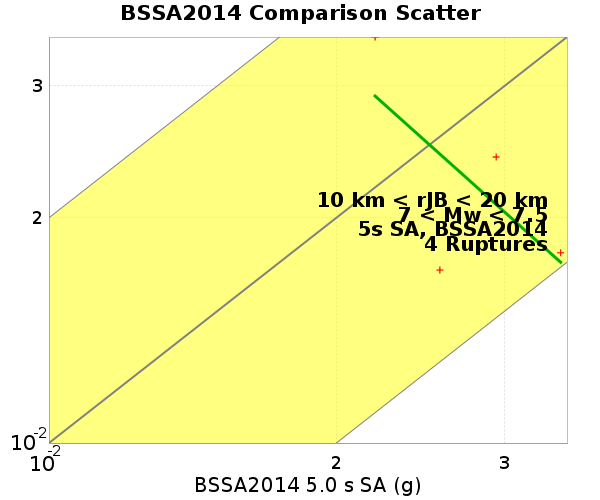 BSSA2014 Comparison Scatter
3
10 km < rJB < 20 km
2
7 < Mw < 7.5
5s SA, BSSA2014
4 Ruptures
10-2
10-2
2
3
BSSA2014 5.0 s SA (g)